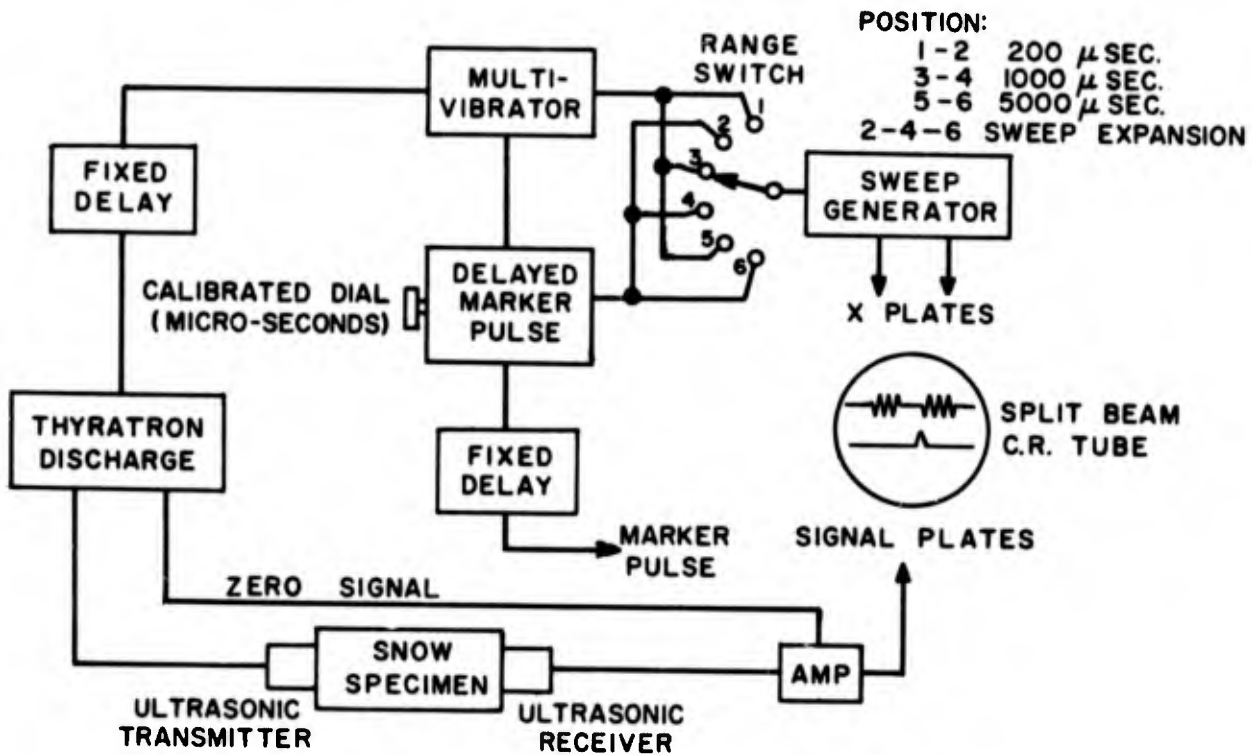 POSITION:
1-2 200 μ SEC.
3-4 1000 μ SEC.
5-6 5000 μ SEC.
2-4-6 SWEEP EXPANSION
RANGE
SWITCH
MULTI-
VIBRATOR
1
2
3
4
5
6
FIXED
DELAY
SWEEP
GENERATOR
CALIBRATED DIAL
(MICRO-SECONDS)
DELAYED
MARKER
PULSE
X PLATES
THYRATRON
DISCHARGE
SPLIT BEAM
C.R. TUBE
FIXED
DELAY
MARKER
PULSE
SIGNAL PLATES
ZERO SIGNAL
SNOW
SPECIMEN
AMP
ULTRASONIC
TRANSMITTER
ULTRASONIC
RECEIVER